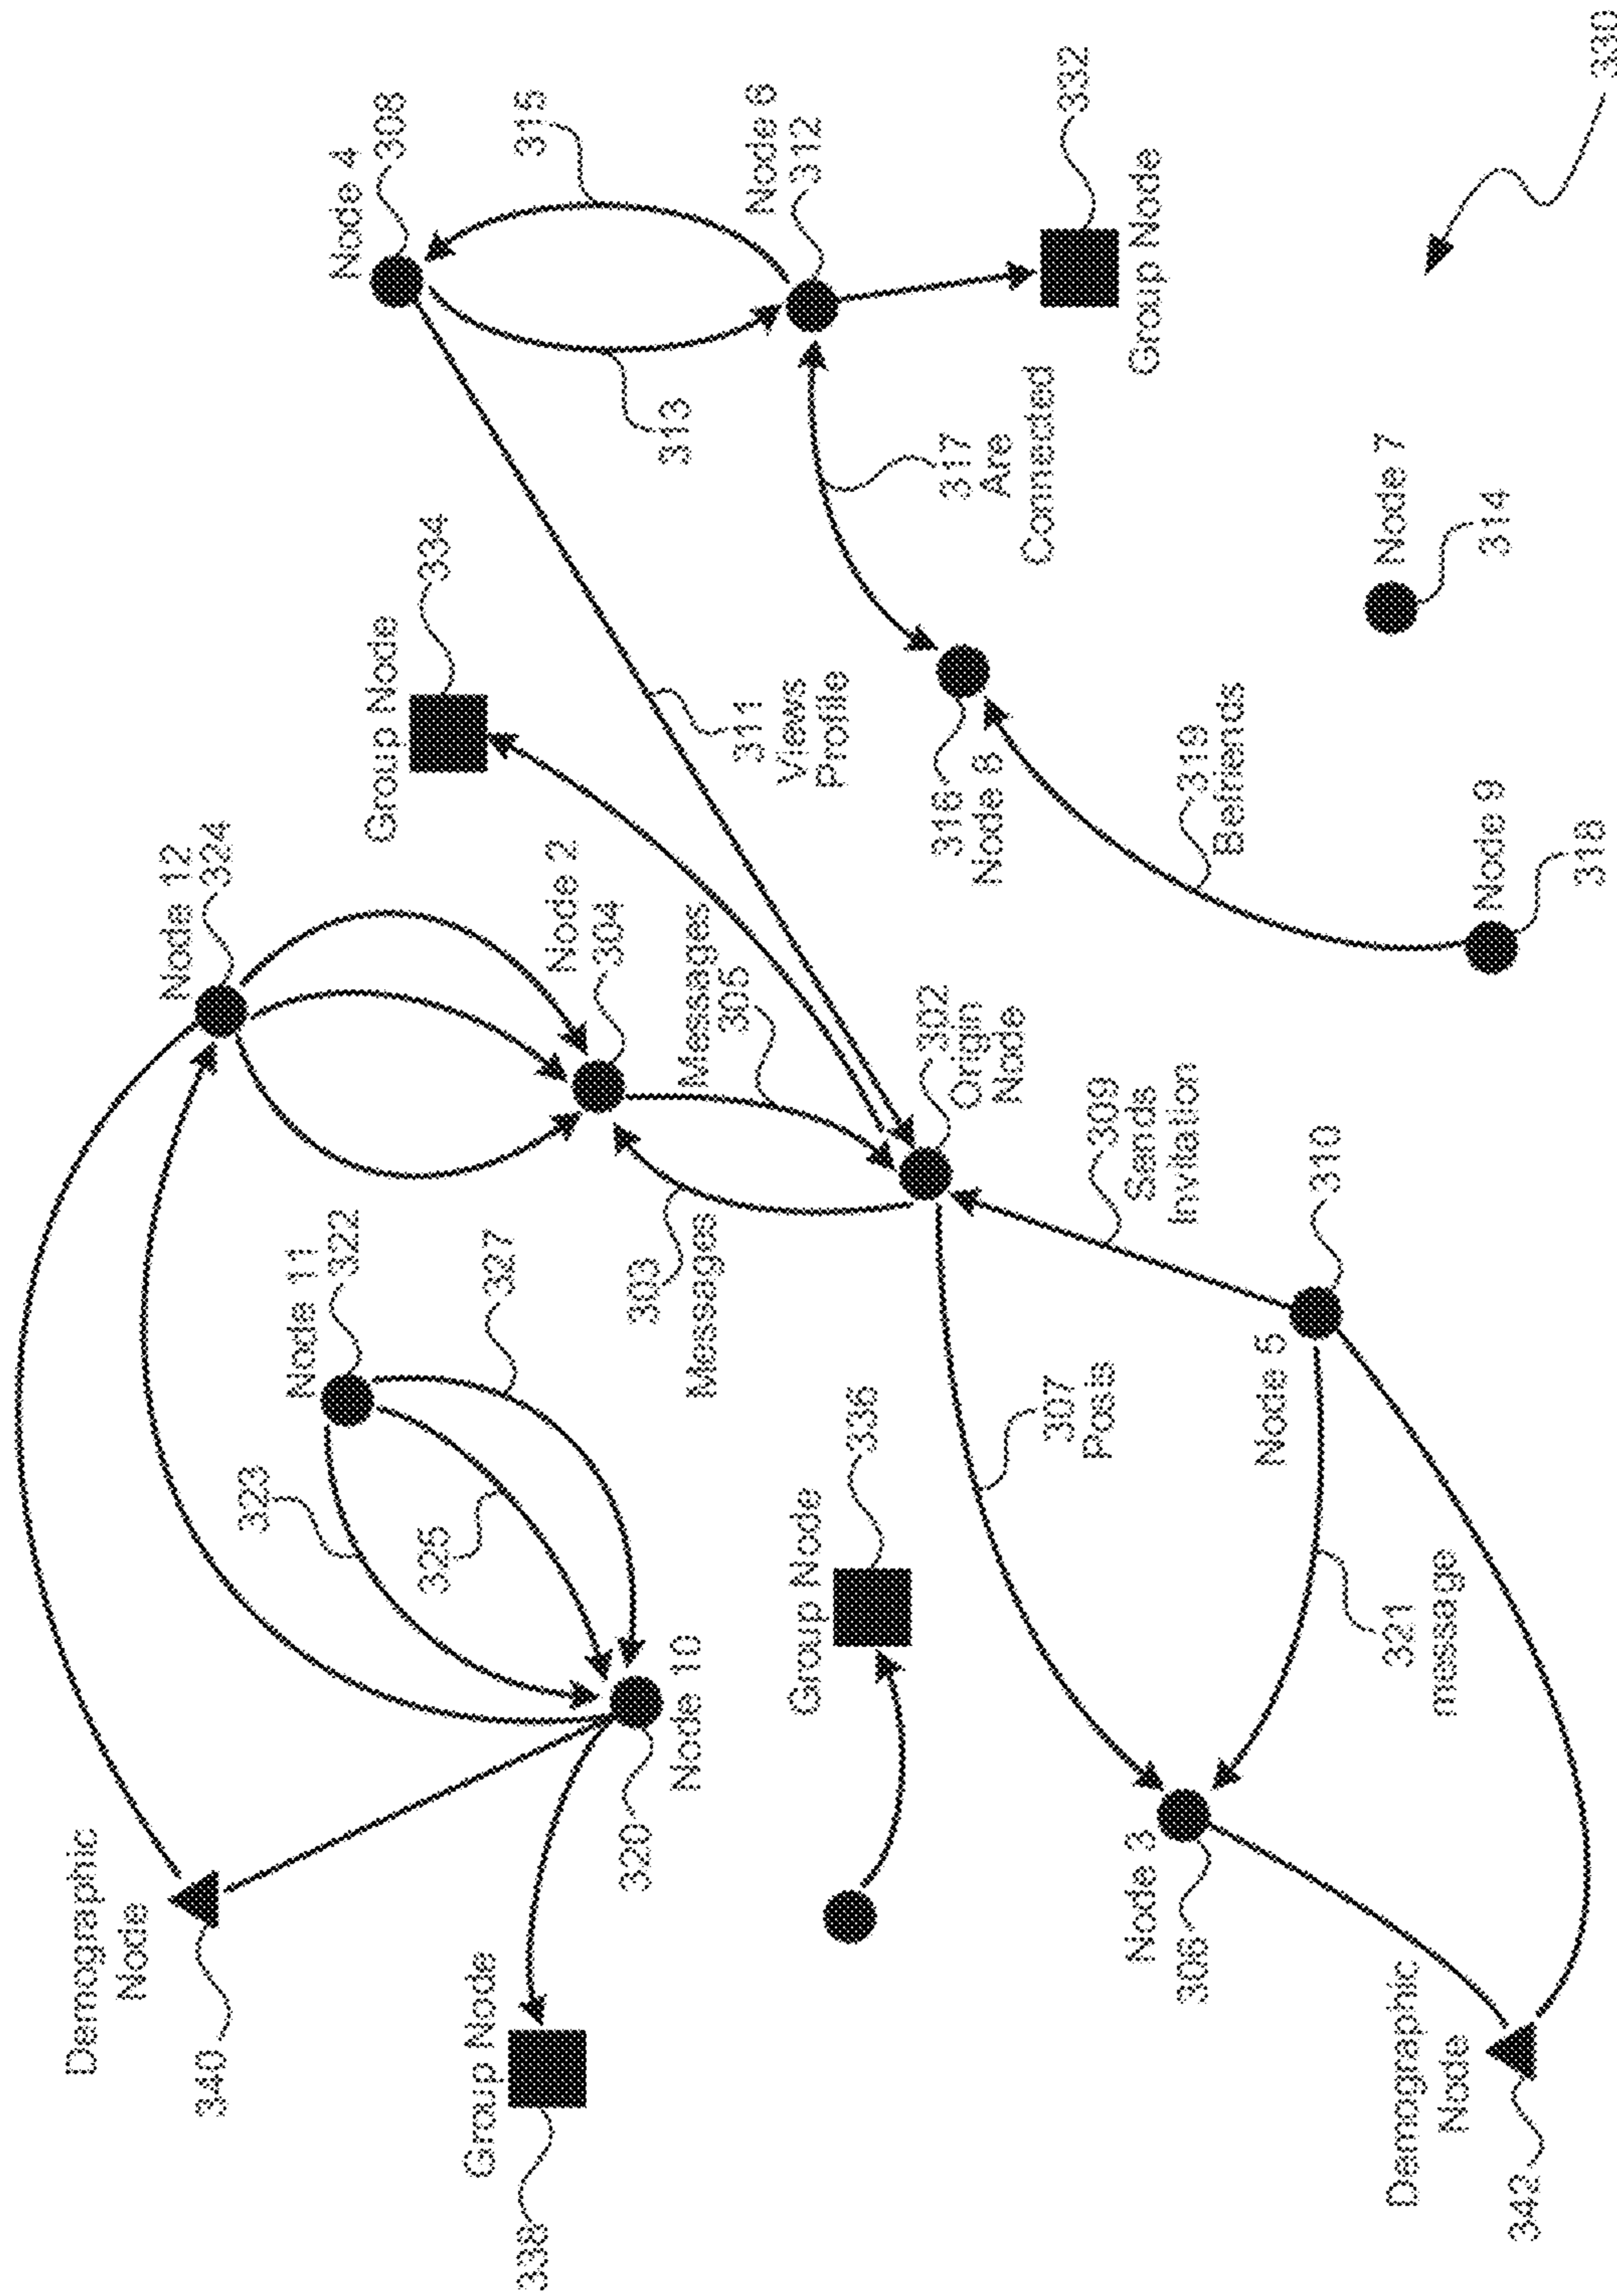 Demographic
Node
340
Node 12
324
323
Node 11
322
Node 4
308
Group Node
334
325
Group Node
338
327
315
Node 2
304
320
Node 10
303
Messages
313
Messages
305
311
Views
Profile
Node 6
312
Group Node
336
302
Origin
Node
316
Node 8
317
Are
Connected
307
Posts
332
Group Node
309
Sends
Invitation
Node 3
306
319
Befriends
Node 5
310
Node 7
314
321
message
Demographic
Node
342
Node 9
318
330